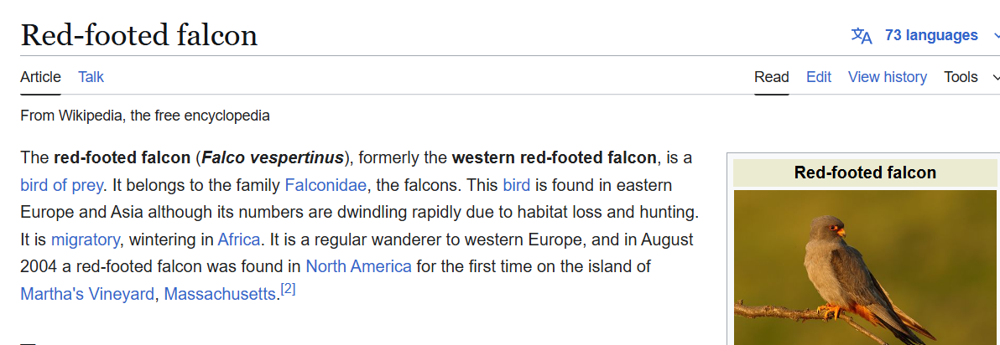 Red-footed falcon
73 languages
Article Talk
Read Edit View history Tools
From Wikipedia, the free encyclopedia
The red-footed falcon (Falco vespertinus), formerly the western red-footed falcon, is a
bird of prey. It belongs to the family Falconidae, the falcons. This bird is found in eastern
Europe and Asia although its numbers are dwindling rapidly due to habitat loss and hunting.
It is migratory, wintering in Africa. It is a regular wanderer to western Europe, and in August
2004 a red-footed falcon was found in North America for the first time on the island of
Martha's Vineyard, Massachusetts.[2]
Red-footed falcon